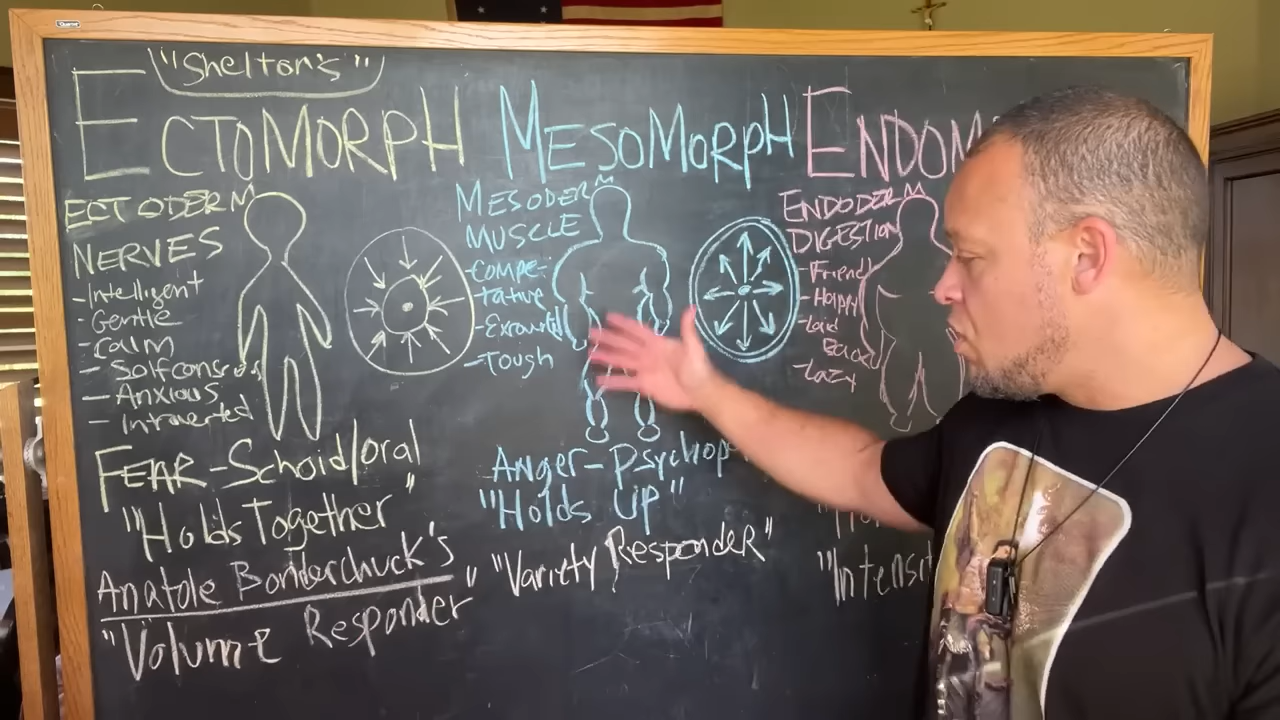 "Shelton's"
ECTOMORPH
ECTODERM
NERVES
-Intelligent
-Gentle
-calm
-Anxious
-Introverted
FEAR-Schoid/oral
"Holds Together"
Anatole Bonderchuck's
"Volume Responder"
MESOMORPH
MESODERM
MUSCLE
-Compe-
tative
-Tough
Anger-Psychop
"Holds Up"
"Variety Responder"
ENDOM
ENDODERM
DIGESTION
-Friend
-Happy
-Laid
Back
-Lazy
"Intensit